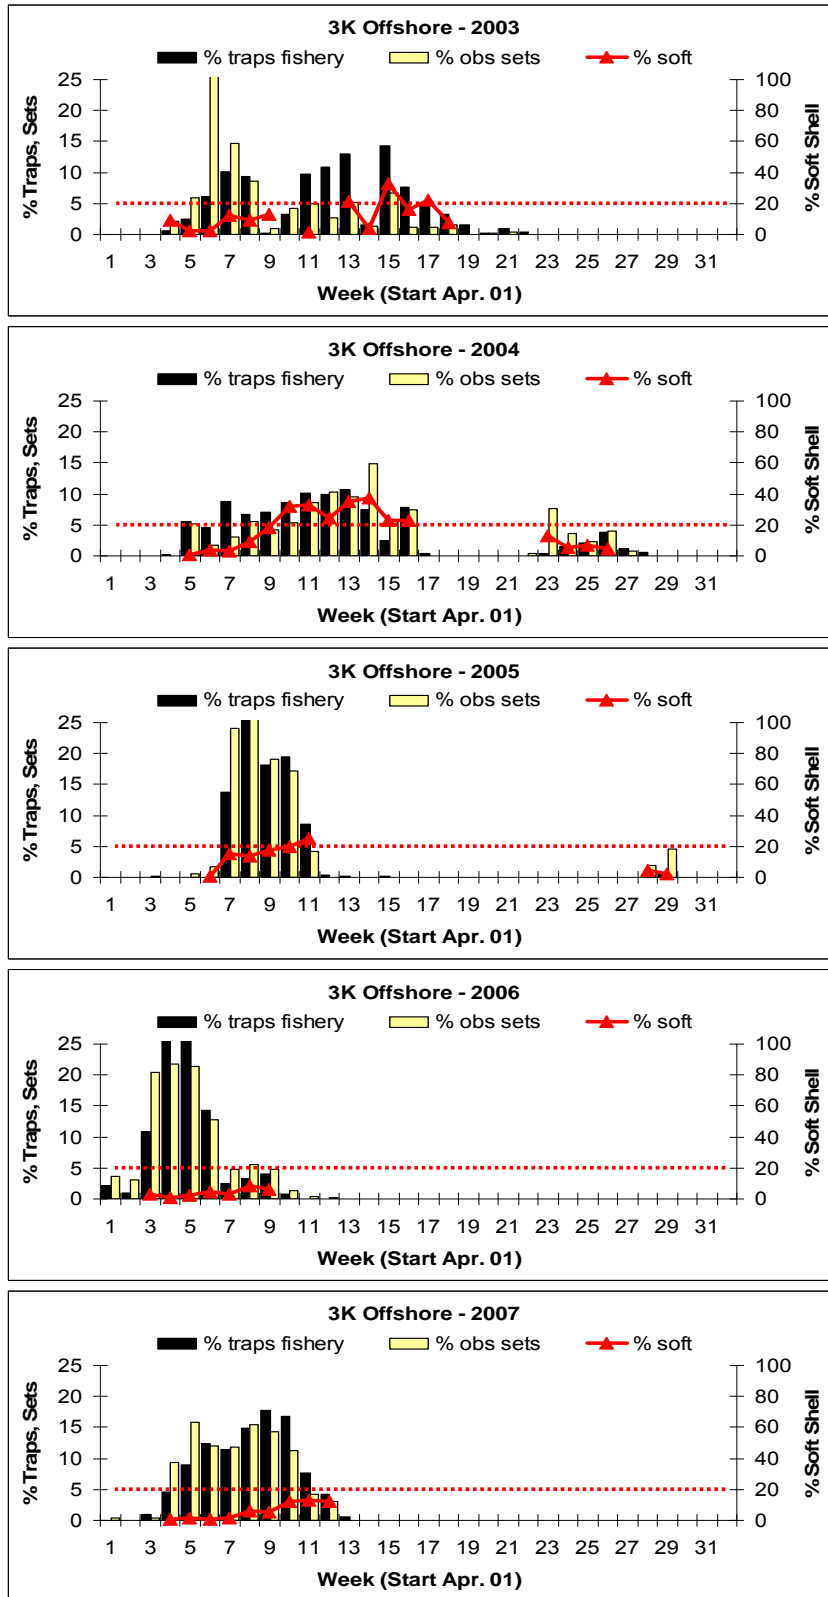 3K Offshore - 2003
% traps fishery % obs sets % soft
% Traps, Sets
25 100
20 80
15 60
10 40
5 20
0 0
%Soft Shell
1 3 5 7 9 11 13 15 17 19 21 23 25 27 29 31
Week (Start Apr. 01)
3K Offshore - 2004
% traps fishery % obs sets % soft
% Traps, Sets
25 100
20 80
15 60
10 40
5 20
0 0
%Soft Shell
1 3 5 7 9 11 13 15 17 19 21 23 25 27 29 31
Week (Start Apr. 01)
3K Offshore - 2005
% traps fishery % obs sets % soft
% Traps, Sets
25 100
20 80
15 60
10 40
5 20
0 0
%Soft Shell
1 3 5 7 9 11 13 15 17 19 21 23 25 27 29 31
Week (Start Apr. 01)
3K Offshore - 2006
% traps fishery % obs sets % soft
% Traps, Sets
25 100
20 80
15 60
10 40
5 20
0 0
%Soft Shell
1 3 5 7 9 11 13 15 17 19 21 23 25 27 29 31
Week (Start Apr. 01)
3K Offshore - 2007
% traps fishery % obs sets % soft
% Traps, Sets
25 100
20 80
15 60
10 40
5 20
0 0
%Soft Shell
1 3 5 7 9 11 13 15 17 19 21 23 25 27 29 31
Week (Start Apr. 01)